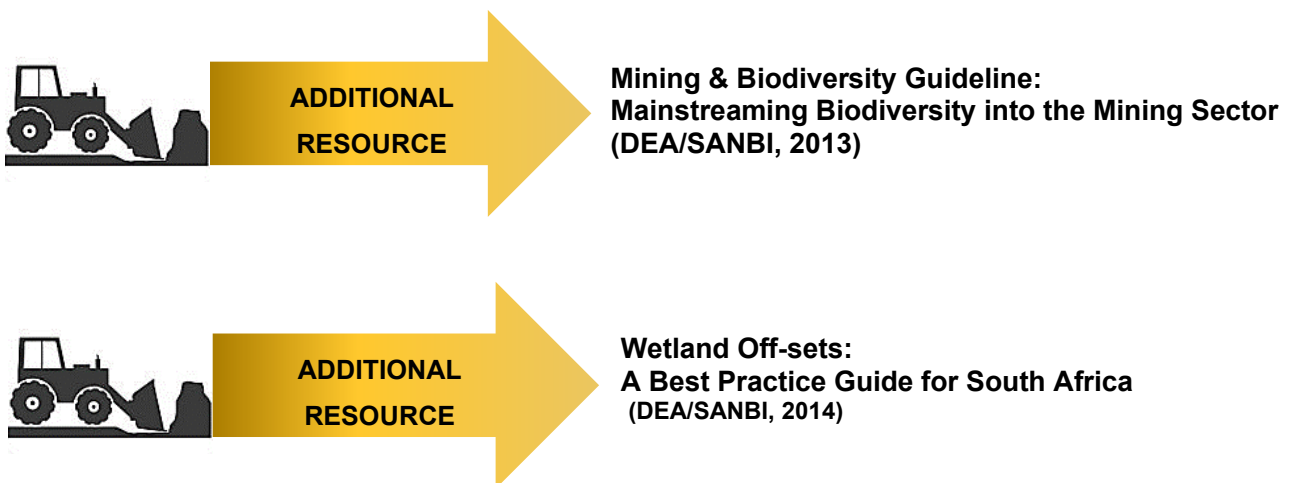 ADDITIONAL
RESOURCE
Mining & Biodiversity Guideline:
Mainstreaming Biodiversity into the Mining Sector
(DEA/SANBI, 2013)
ADDITIONAL
RESOURCE
Wetland Off-sets:
A Best Practice Guide for South Africa
(DEA/SANBI, 2014)